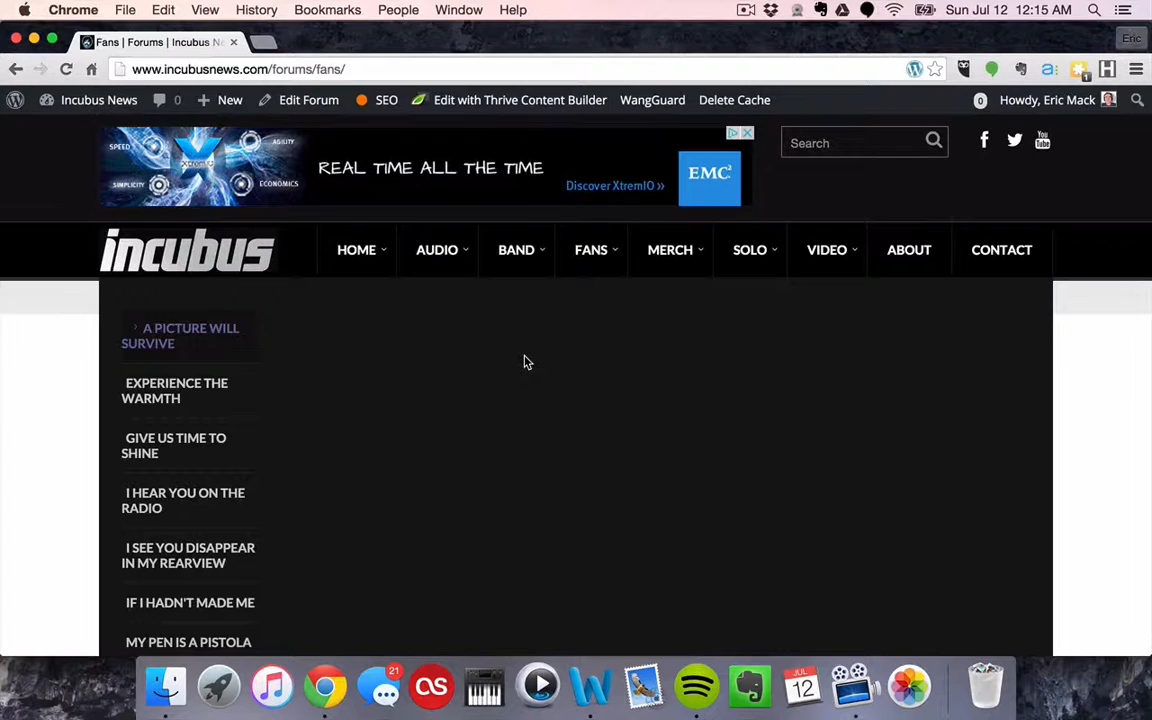 Chrome File Edit View History Bookmarks People Window Help Sun Jul 12 12:15 AM
Fans | Forums | Incubus Ne
Eric
www.incubusnews.com/forums/fans/
Incubus News 0 + New Edit Forum SEO Edit with Thrive Content Builder WangGuard Delete Cache 0 Howdy, Eric Mack
SPEED
AGILITY
SIMPLICITY
ECONOMICS
xtremio
REAL TIME ALL THE TIME
Discover XtremIO >>
EMC²
Search
You
Tube
incubus HOME AUDIO BAND FANS MERCH SOLO VIDEO ABOUT CONTACT
A PICTURE WILL
SURVIVE
EXPERIENCE THE
WARMTH
GIVE US TIME TO
SHINE
I HEAR YOU ON THE
RADIO
I SEE YOU DISAPPEAR
IN MY REARVIEW
IF I HADN'T MADE ME
MY PEN IS A PISTOLA
21
JUL
12